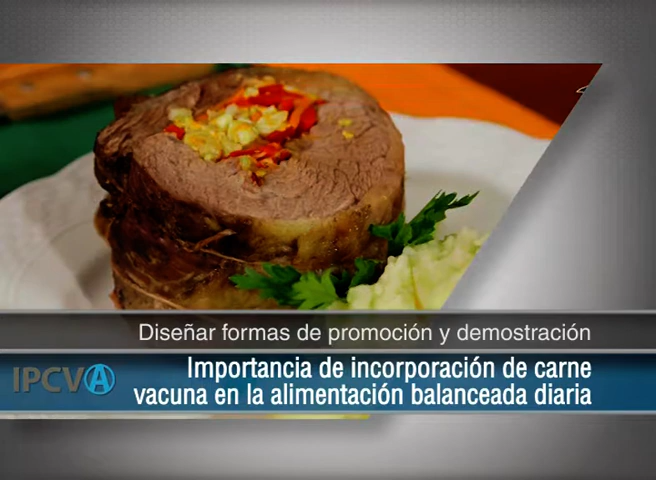 Diseñar formas de promoción y demostración
IPCVA
Importancia de incorporación de carne
vacuna en la alimentación balanceada diaria